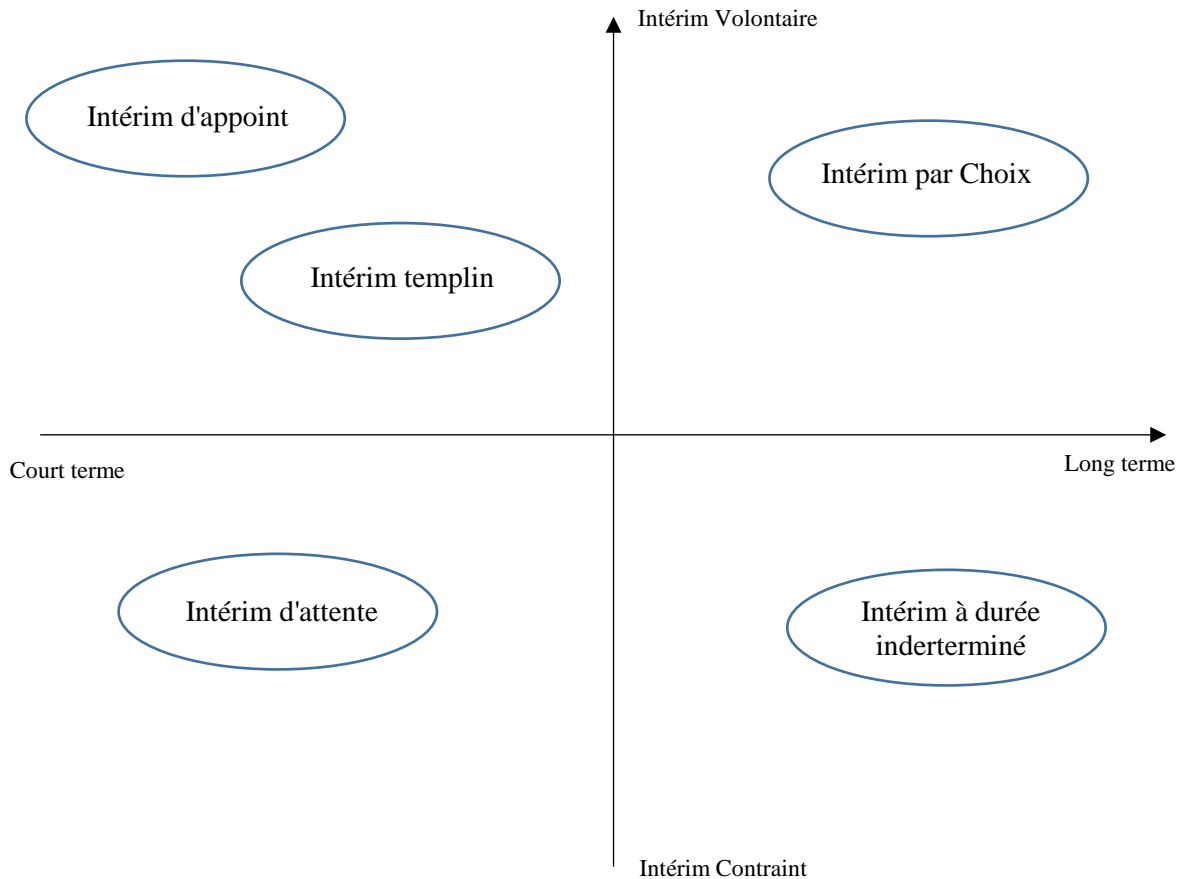 Intérim Volontaire
Intérim d'appoint
Intérim par Choix
Intérim templin
Court terme
Long terme
Intérim d'attente
Intérim à durée
inderterminé
Intérim Contraint